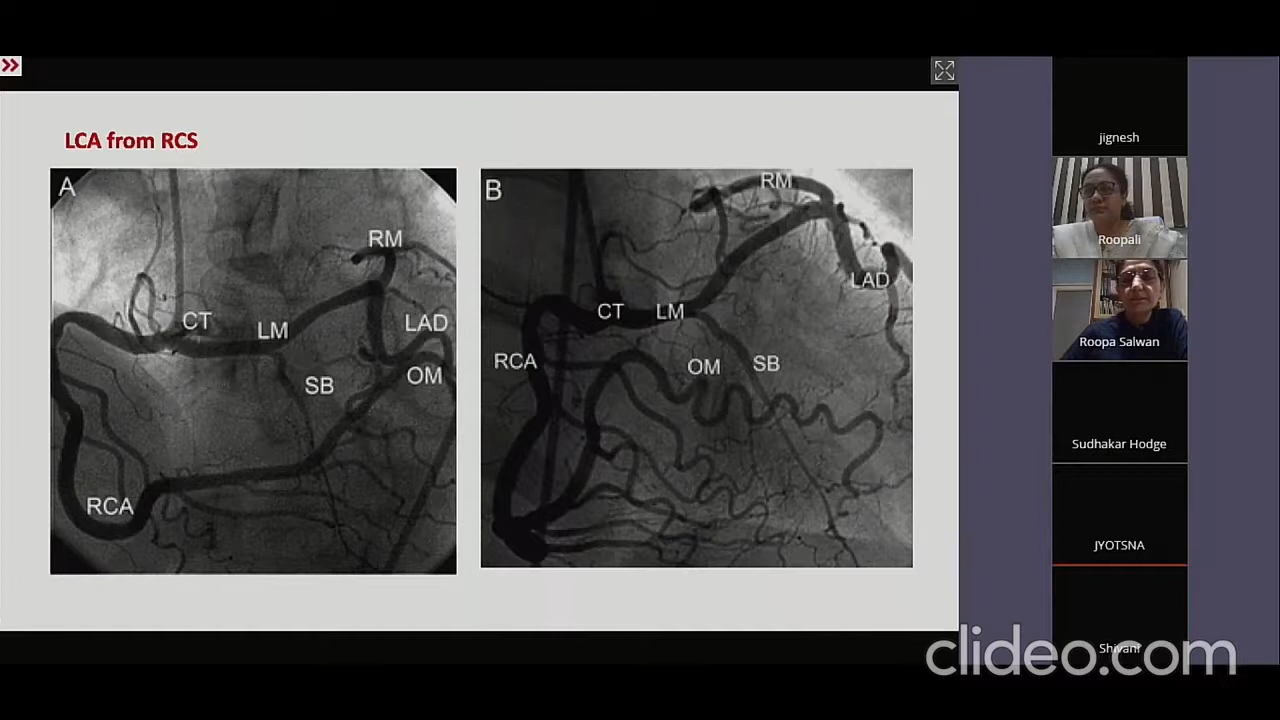 LCA from RCS
A
RM
CT
LM
LAD
SB
OM
RCA
B
RM
LAD
CT
LM
RCA
OM
SB
jignesh
Roopali
Roopa Salwan
Sudhakar Hodge
JYOTSNA
Shivani
clideo.com